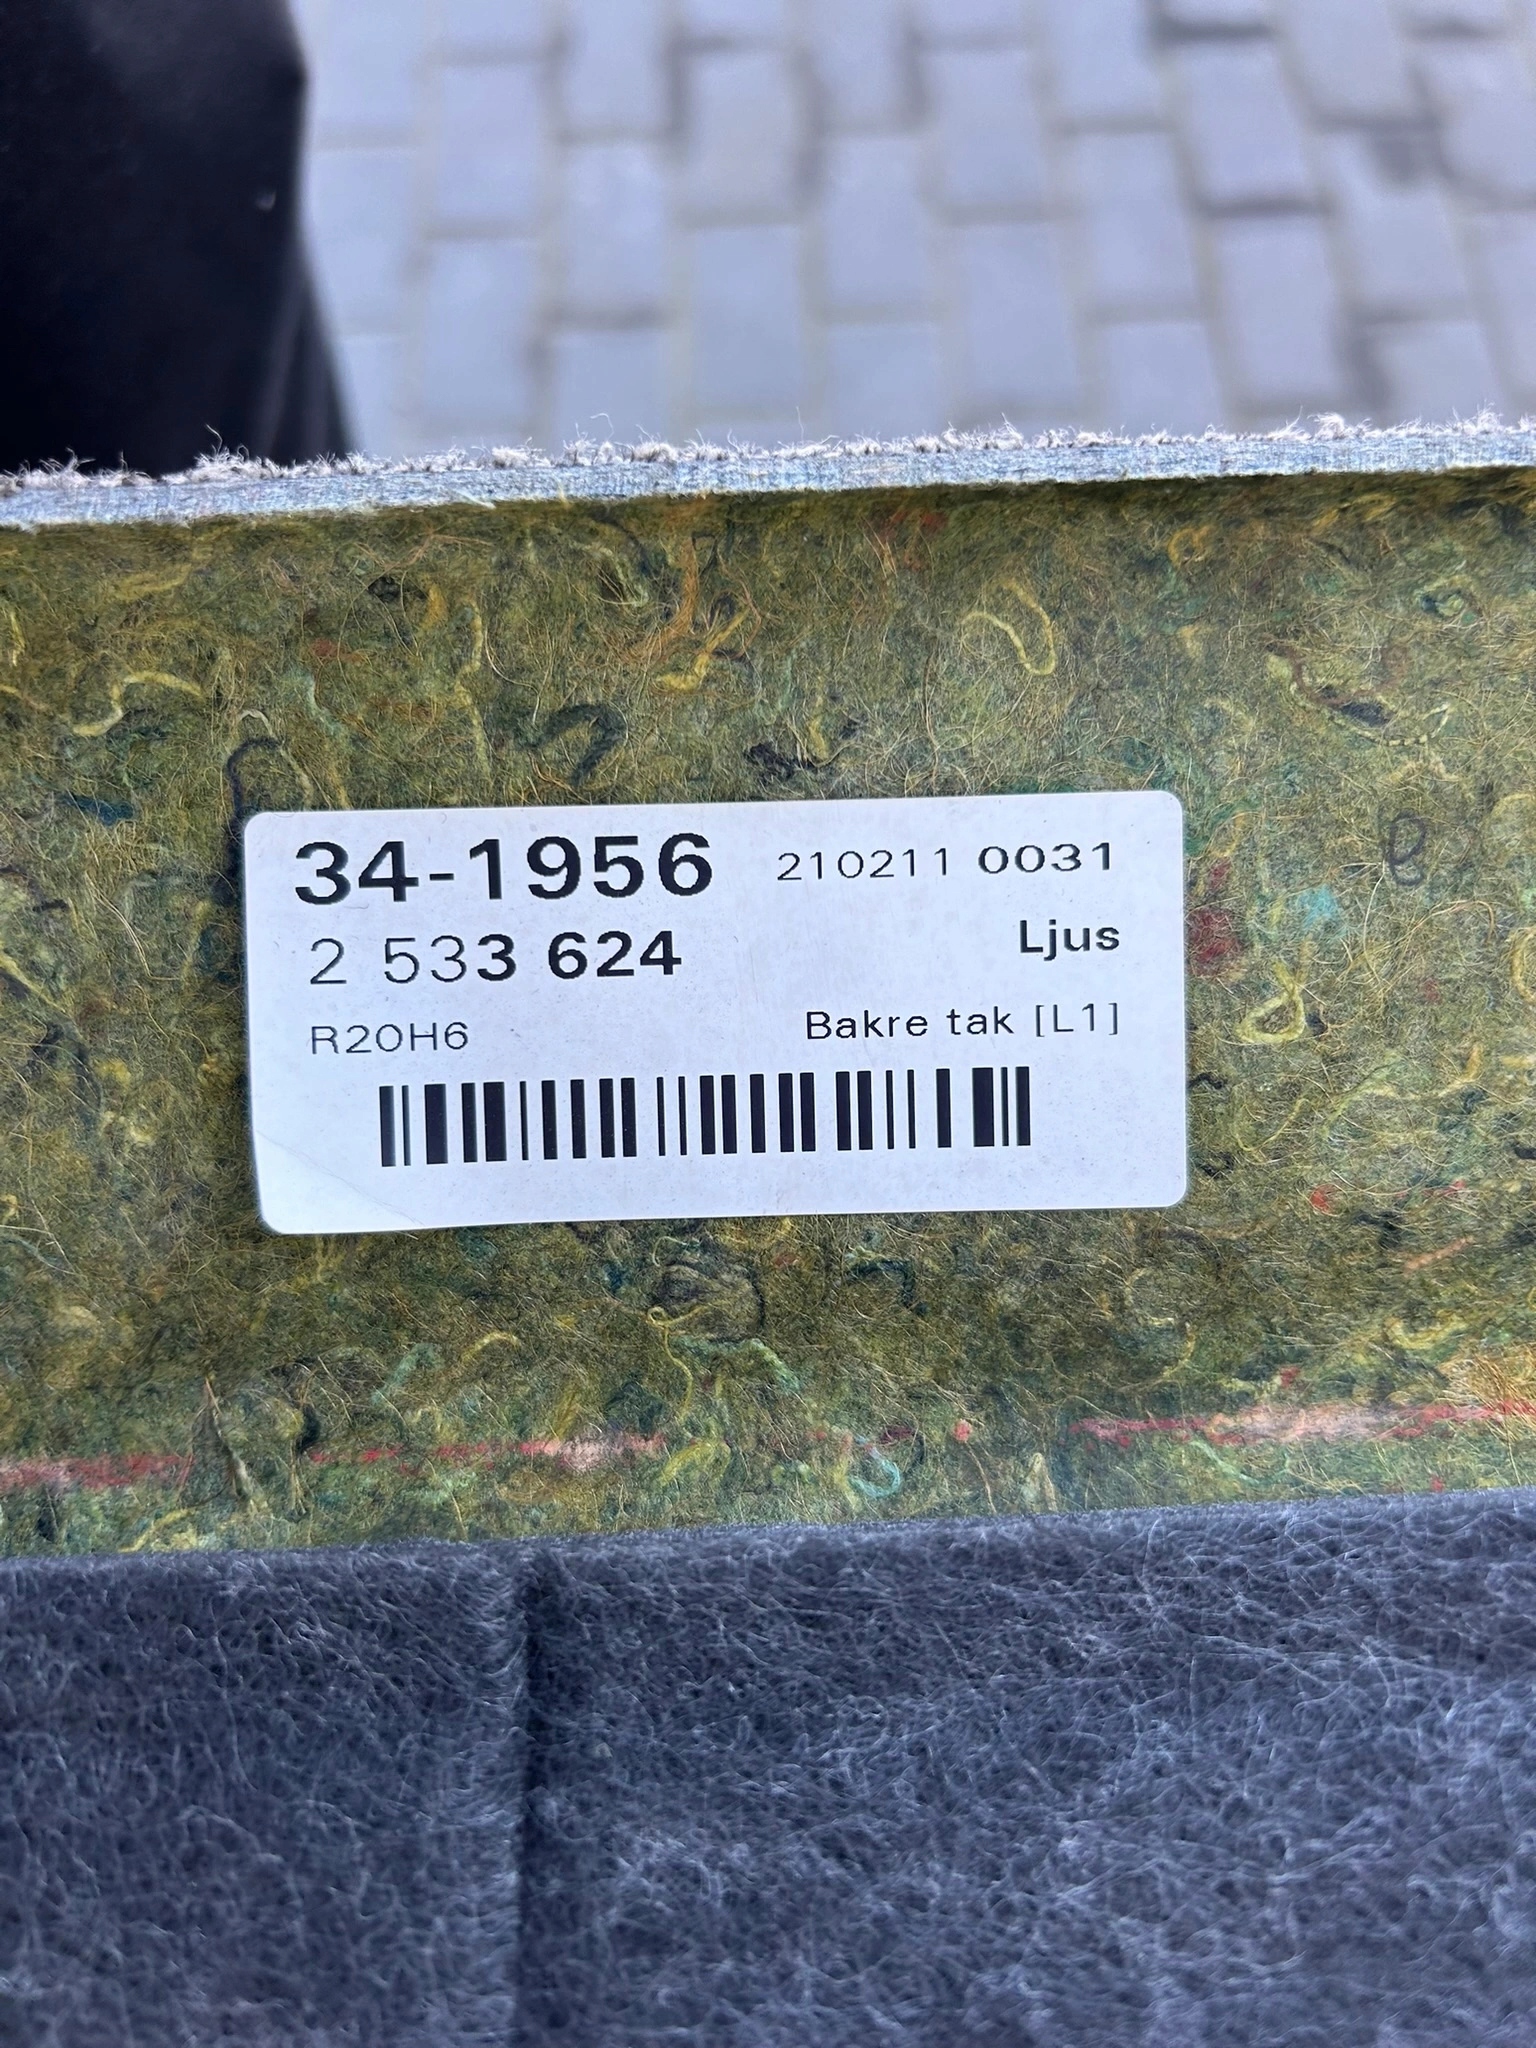 34-1956 210211 0031
2 533 624 Ljus
R20H6 Bakre tak [L1]